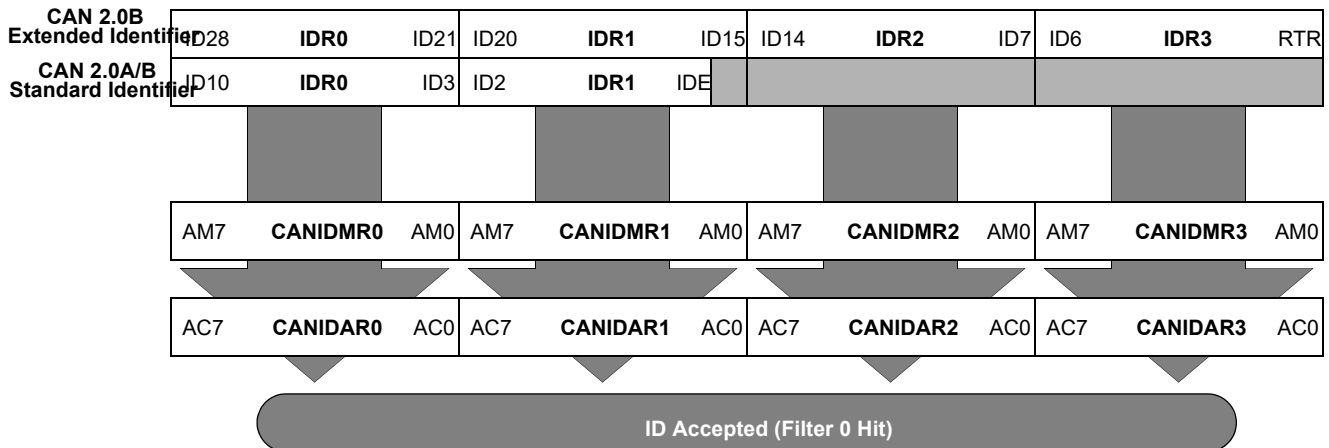 CAN 2.0B
Extended Identifier ID28 IDR0 ID21 ID20 IDR1 ID15 ID14 IDR2 ID7 ID6 IDR3 RTR
CAN 2.0A/B
Standard Identifier ID10 IDR0 ID3 ID2 IDR1 IDE
AM7 CANIDMR0 AM0 AM7 CANIDMR1 AM0 AM7 CANIDMR2 AM0 AM7 CANIDMR3 AM0
AC7 CANIDAR0 AC0 AC7 CANIDAR1 AC0 AC7 CANIDAR2 AC0 AC7 CANIDAR3 AC0
ID Accepted (Filter 0 Hit)